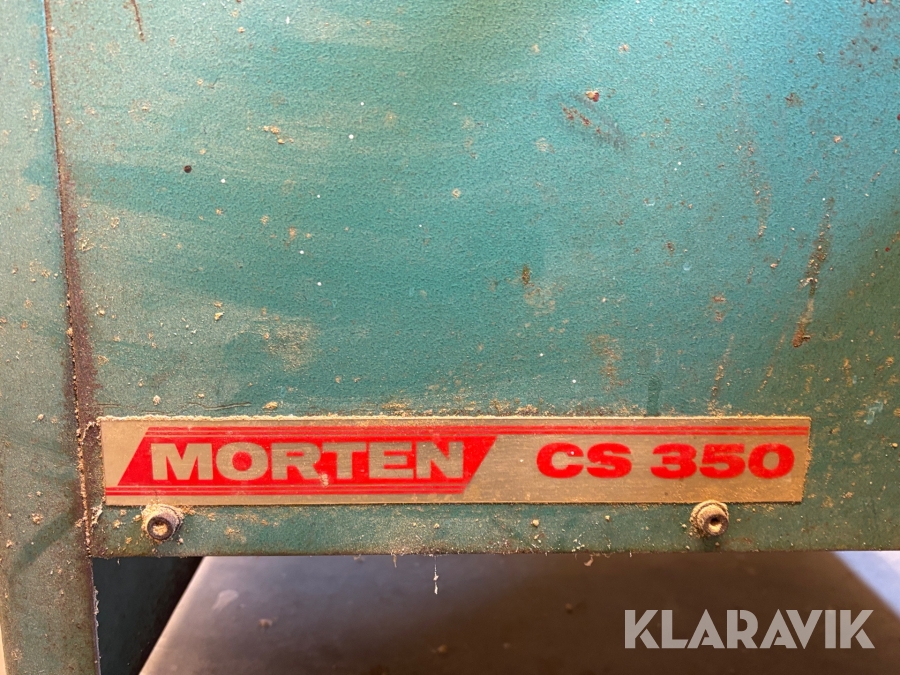 MORTEN CS 350
KLARAVIK